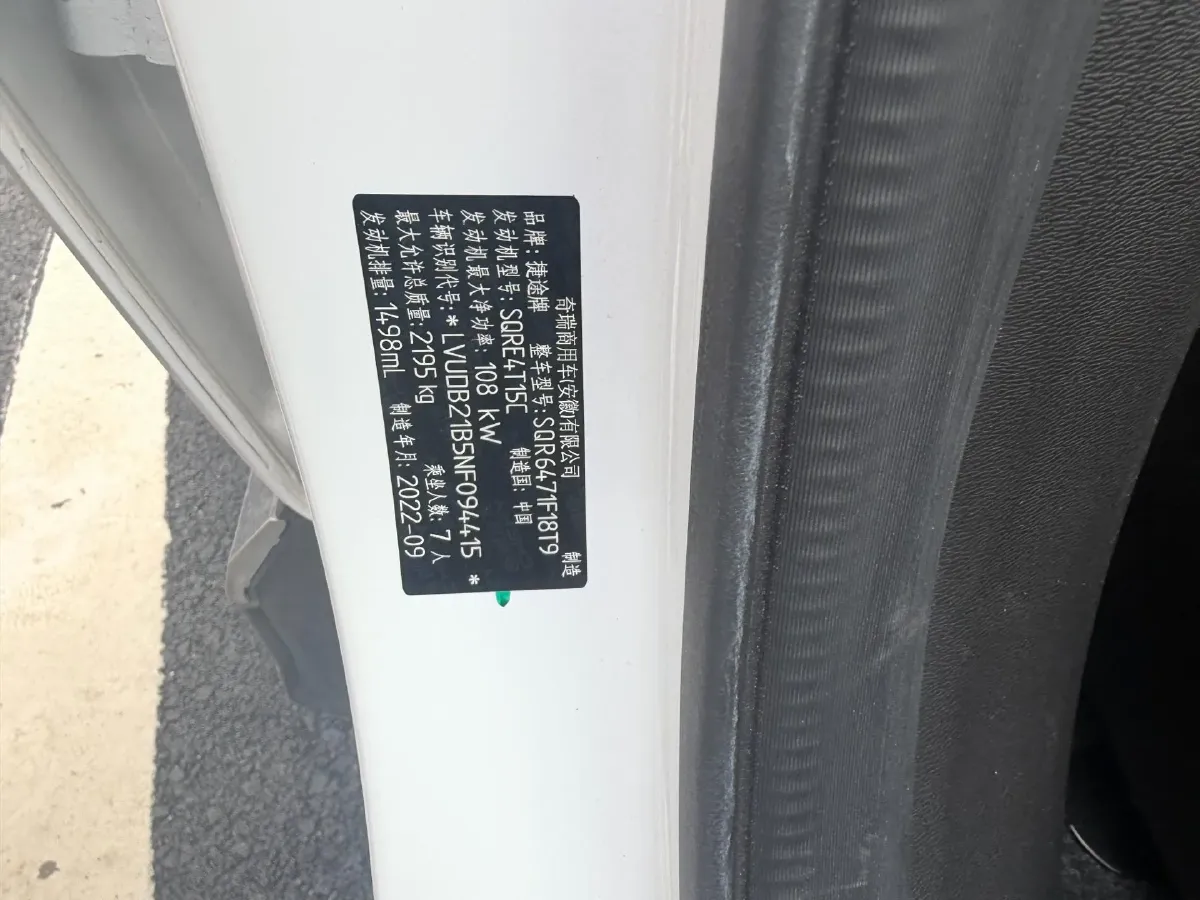 奇瑞商用车(安徽)有限公司 制造
品牌：捷途牌 整车型号：SQR6471F18T9
发动机型号：SQRE4T15C 制造国：中国
发动机最大净功率：108 kW
车辆识别代号：*LVUDB21B5NF094415 *
最大允许总质量：2195 kg 乘坐人数：7 人
发动机排量：1498mL 制造年月：2022-09